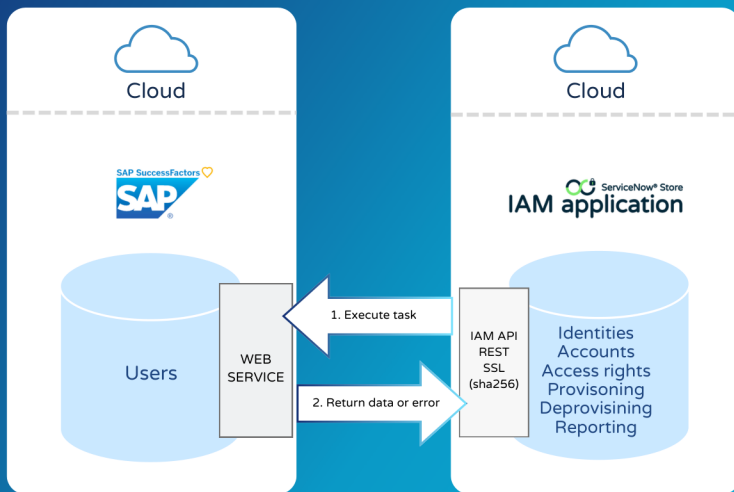 Cloud
SAP SuccessFactors
SAP
®
Users
WEB
SERVICE
1. Execute task
2. Return data or error
Cloud
ServiceNow® Store
IAM application
IAM API
REST
SSL
(sha256)
Identities
Accounts
Access rights
Provisoning
Deprovisining
Reporting